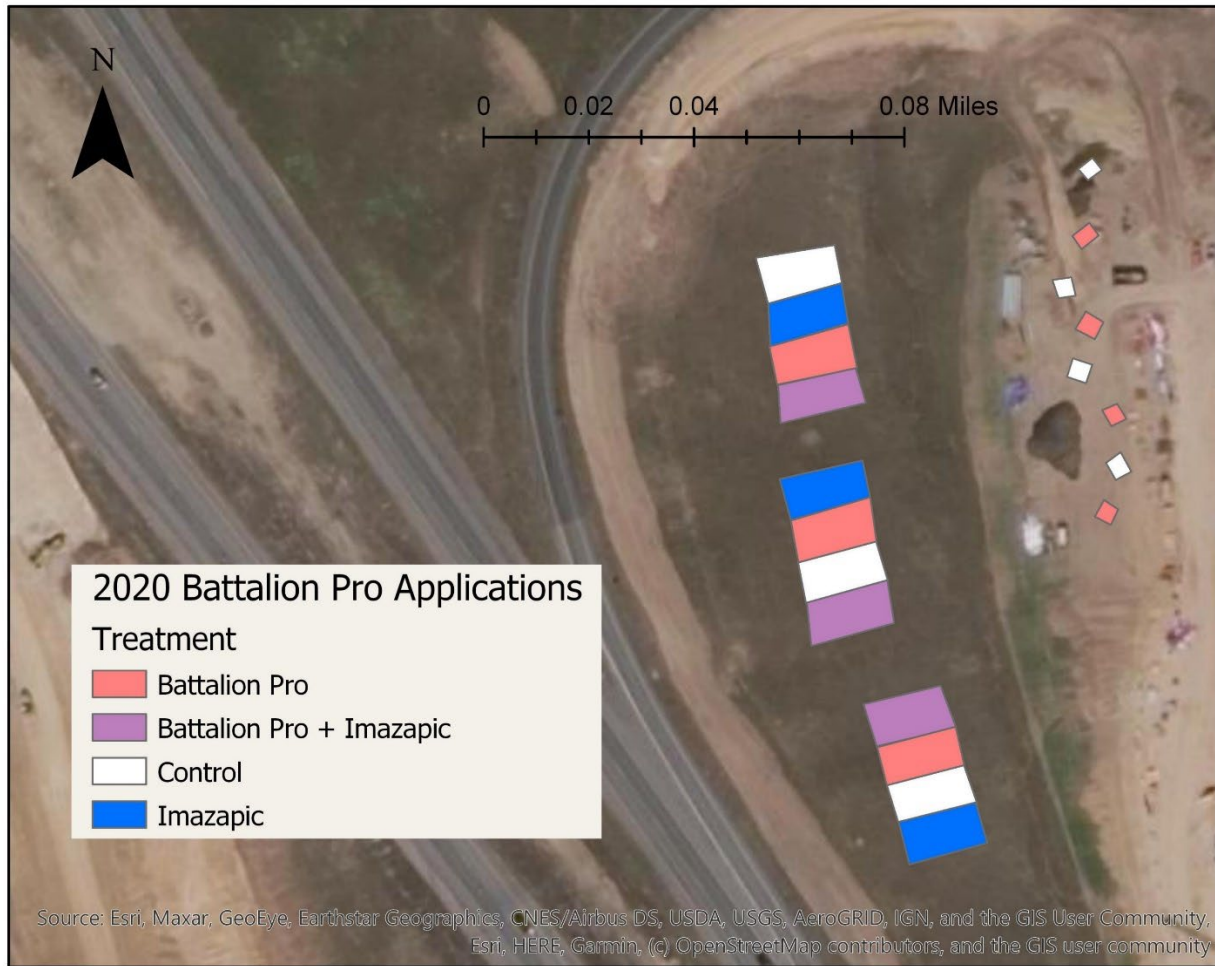 N
0 0.02 0.04 0.08 Miles
2020 Battalion Pro Applications
Treatment
Battalion Pro
Battalion Pro + Imazapic
Control
Imazapic
Source: Esri, Maxar, GeoEye, Earthstar Geographics, CNES/Airbus DS, USDA, USGS, AeroGRID, IGN, and the GIS User Community,
Esri, HERE, Garmin, (c) OpenStreetMap contributors, and the GIS user community